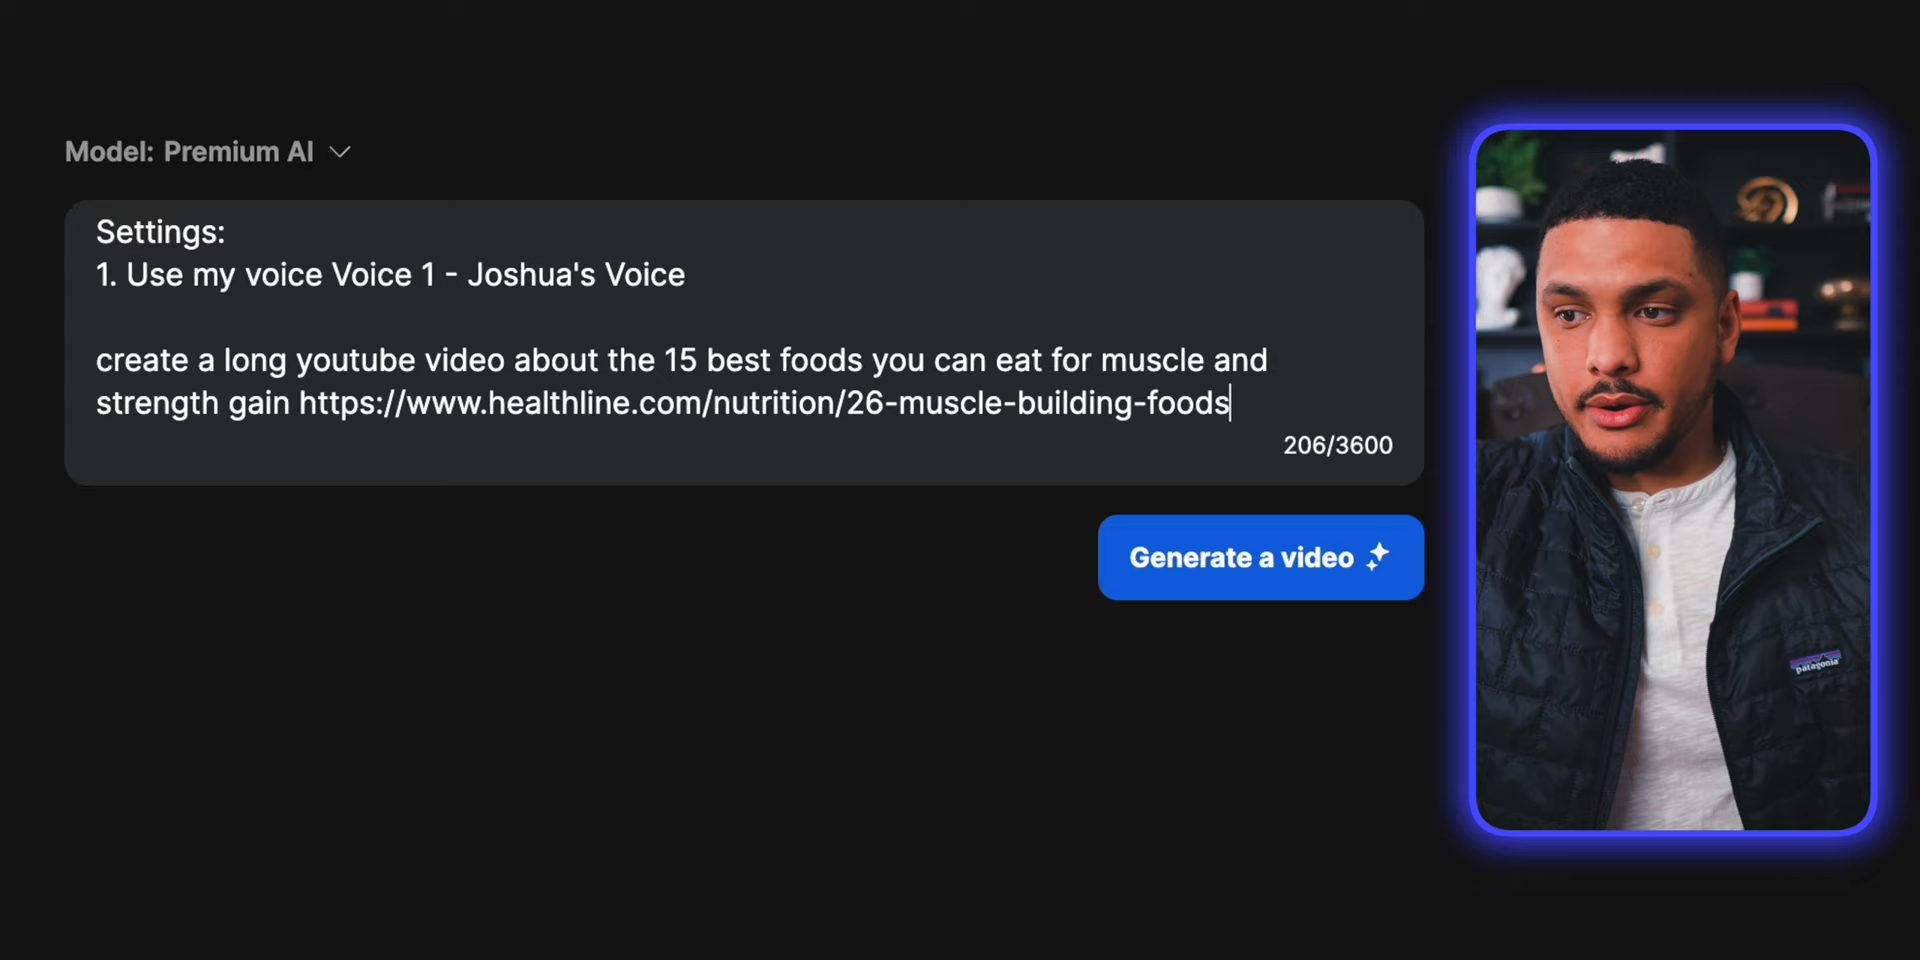 Model: Premium AI
Settings:
1. Use my voice Voice 1 - Joshua's Voice
create a long youtube video about the 15 best foods you can eat for muscle and
strength gain https://www.healthline.com/nutrition/26-muscle-building-foods
206/3600
Generate a video
patagonia